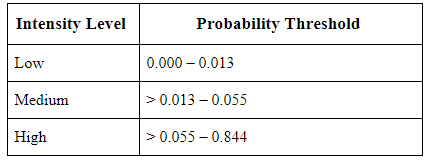 Intensity Level Probability Threshold
Low 0.000 – 0.013
Medium > 0.013 – 0.055
High > 0.055 – 0.844